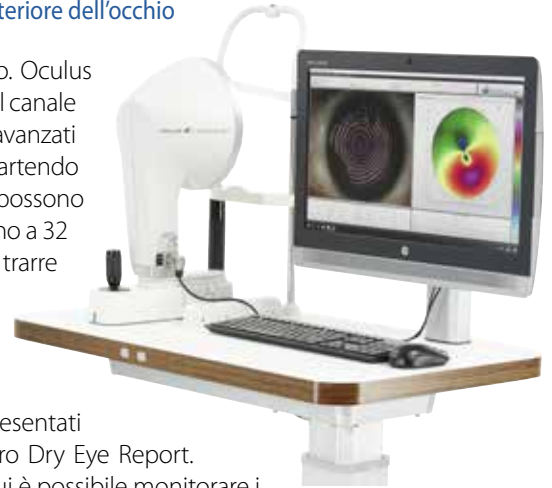 teriore dell'occhio
o. Oculus
l canale
avanzati
artendo
possono
no a 32
trarre
esentati
ro Dry Eye Report.
ui è possibile monitorare i